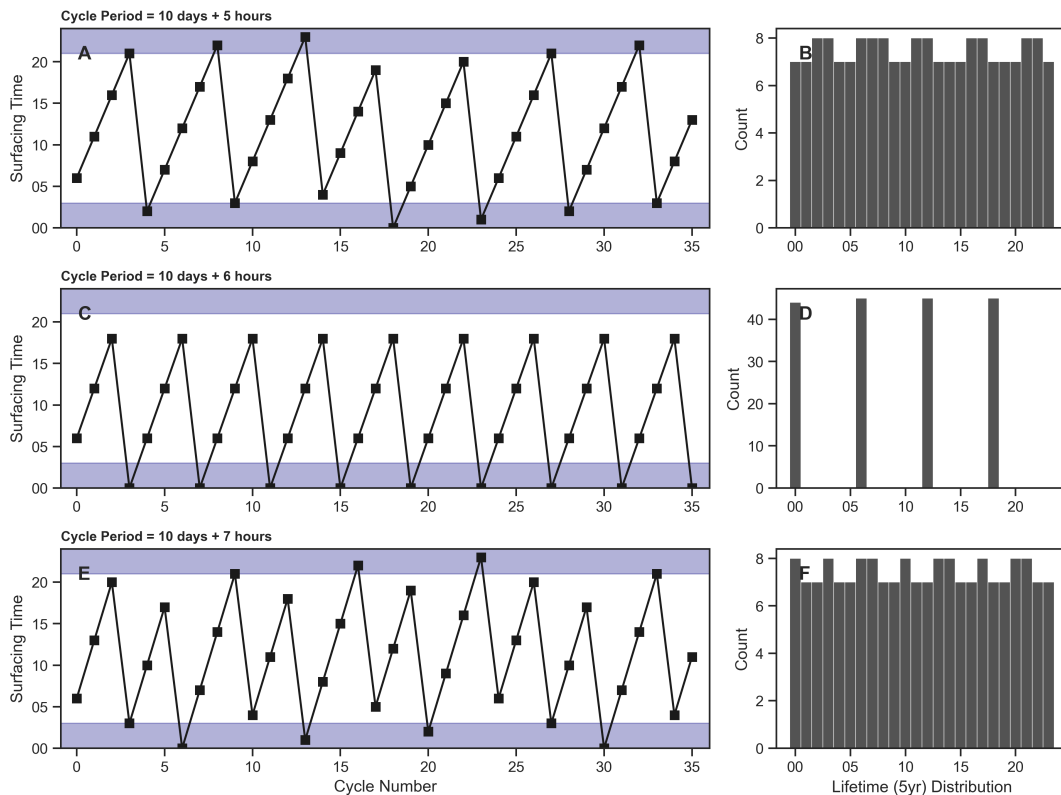 Cycle Period = 10 days + 5 hours
A
Surfacing Time
20
15
10
05
00
0 5 10 15 20 25 30 35
B
Count
8
6
4
2
0
00 05 10 15 20
Cycle Period = 10 days + 6 hours
C
Surfacing Time
20
15
10
05
00
0 5 10 15 20 25 30 35
D
Count
40
30
20
10
0
00 05 10 15 20
Cycle Period = 10 days + 7 hours
E
Surfacing Time
20
15
10
05
00
0 5 10 15 20 25 30 35
Cycle Number
F
Count
8
6
4
2
0
00 05 10 15 20
Lifetime (5yr) Distribution